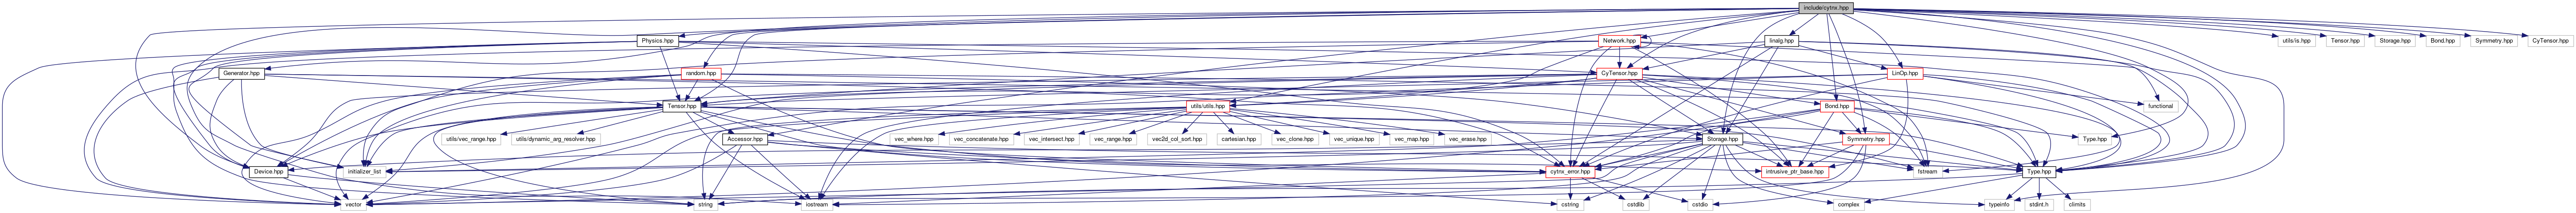 include/cytnx.hpp
Physics.hpp
Network.hpp
linalg.hpp
utils/is.hpp
Tensor.hpp
Storage.hpp
Bond.hpp
Symmetry.hpp
CyTensor.hpp
Generator.hpp
random.hpp
CyTensor.hpp
LinOp.hpp
Tensor.hpp
utils/utils.hpp
Bond.hpp
functional
utils/vec_range.hpp
utils/dynamic_arg_resolver.hpp
Accessor.hpp
vec_where.hpp
vec_concatenate.hpp
vec_intersect.hpp
vec_range.hpp
vec2d_col_sort.hpp
cartesian.hpp
vec_clone.hpp
vec_unique.hpp
vec_map.hpp
vec_erase.hpp
Storage.hpp
Symmetry.hpp
Type.hpp
Device.hpp
initializer_list
cytnx_error.hpp
intrusive_ptr_base.hpp
fstream
Type.hpp
vector
string
iostream
cstring
cstdlib
cstdio
complex
typeinfo
stdint.h
climits